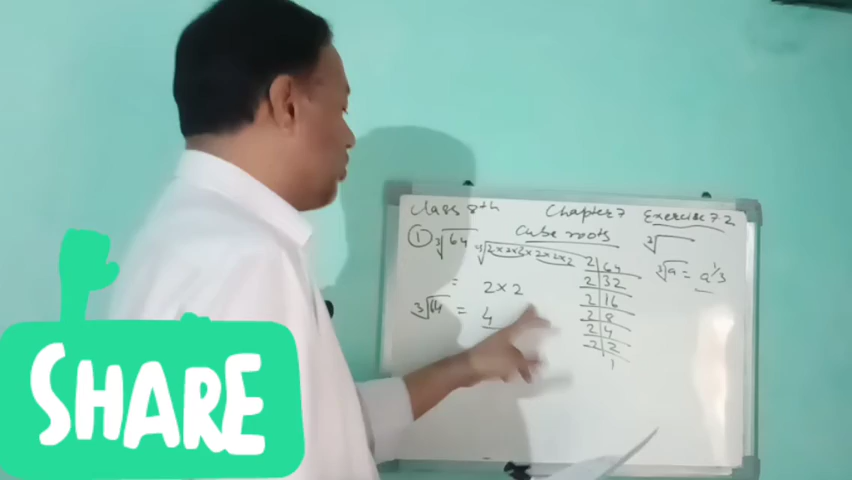 Class 8th Chapter 7 Exercise 7.2
Cube roots
① ∛64 ∛2×2×2×2×2×2
= 2×2
∛64 = 4
2|64
2|32
2|16
2|8
2|4
2|2
1
∛
∛a = a^1/3
SHARE